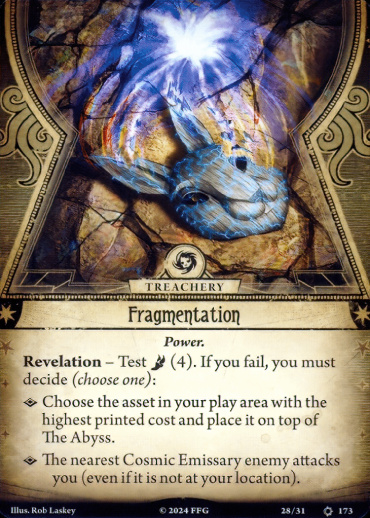 TREACHERY
Fragmentation
Power.
Revelation – Test (4). If you fail, you must
decide (choose one):
Choose the asset in your play area with the
highest printed cost and place it on top of
The Abyss.
The nearest Cosmic Emissary enemy attacks
you (even if it is not at your location).
Illus. Rob Laskey © 2024 FFG 28/31 173